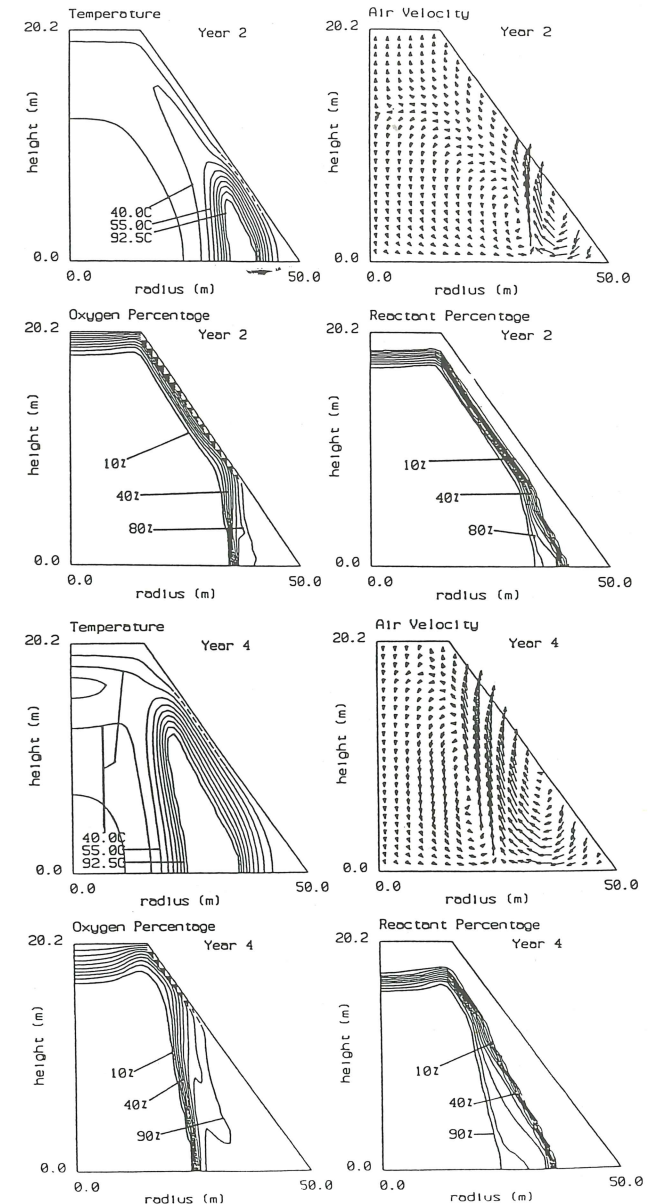 Temperature
Air Velocity
20.2
Year 2
20.2
Year 2
height (m)
height (m)
40.0C
55.0C
92.5C
0.0
0.0
0.0
50.0
0.0
50.0
radius (m)
radius (m)
Oxygen Percentage
Reactant Percentage
20.2
Year 2
20.2
Year 2
height (m)
height (m)
10%
10%
40%
40%
80%
80%
0.0
0.0
0.0
50.0
0.0
50.0
radius (m)
radius (m)
Temperature
Air Velocity
20.2
Year 4
20.2
Year 4
height (m)
height (m)
40.0C
55.0C
92.5C
0.0
0.0
0.0
50.0
0.0
50.0
radius (m)
radius (m)
Oxygen Percentage
Reactant Percentage
20.2
Year 4
20.2
Year 4
height (m)
height (m)
10%
10%
40%
40%
90%
90%
0.0
0.0
0.0
50.0
0.0
50.0
radius (m)
radius (m)